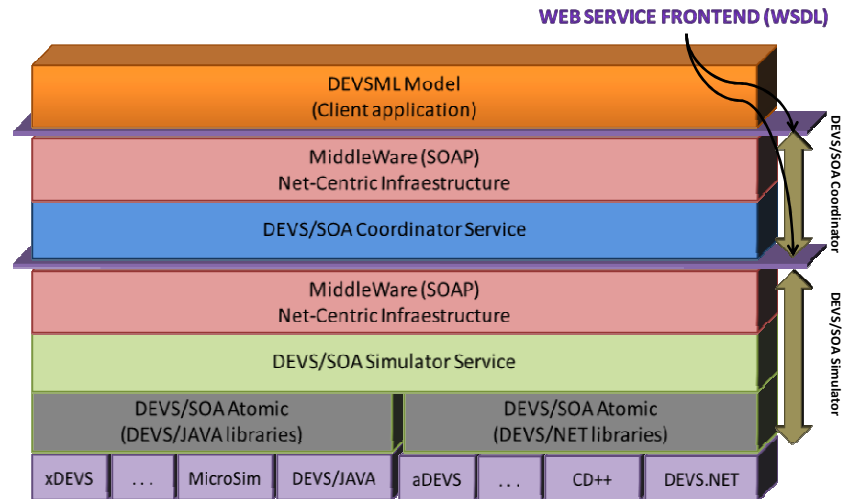 WEB SERVICE FRONTEND (WSDL)
DEVSML Model
(Client application)
MiddleWare (SOAP)
Net-Centric Infraestructure
DEVS/SOA Coordinator Service
DEVS/SOA Coordinator
MiddleWare (SOAP)
Net-Centric Infraestructure
DEVS/SOA Simulator Service
DEVS/SOA Simulator
DEVS/SOA Atomic
(DEVS/JAVA libraries)
DEVS/SOA Atomic
(DEVS/NET libraries)
xDEVS
...
MicroSim
DEVS/JAVA
aDEVS
...
CD++
DEVS.NET